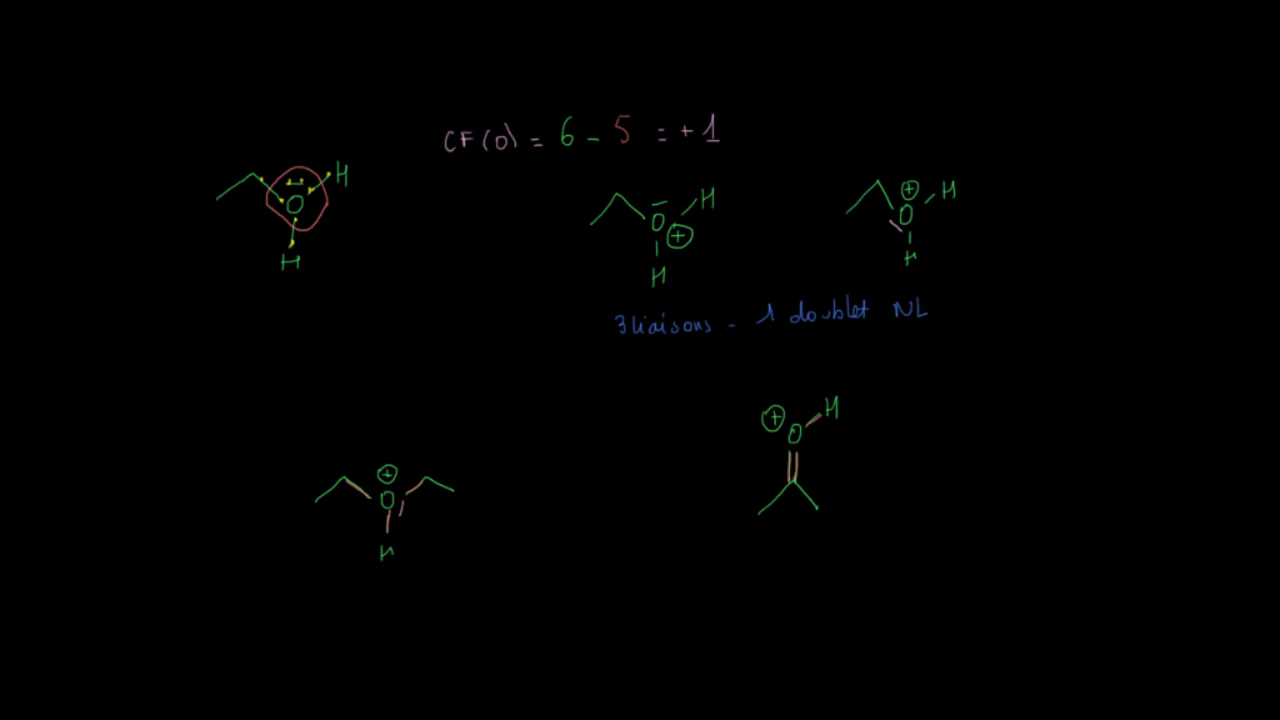 CF(O) = 6 - 5 = +1
H
O
H
H
O
⊕
H
⊕
H
O
H
3 liaisons - 1 doublet NL
⊕
H
O
⊕
O
H